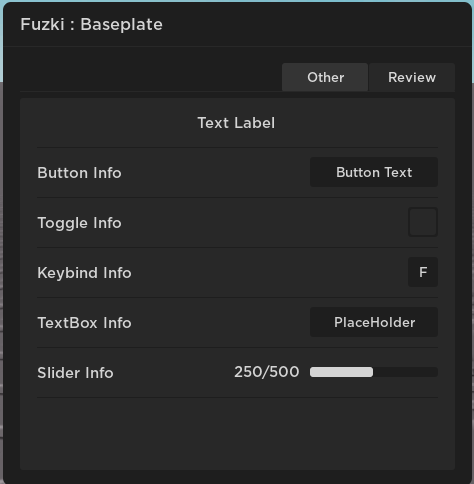 Fuzki : Baseplate
Other Review
Text Label
Button Info Button Text
Toggle Info
Keybind Info F
TextBox Info PlaceHolder
Slider Info 250/500